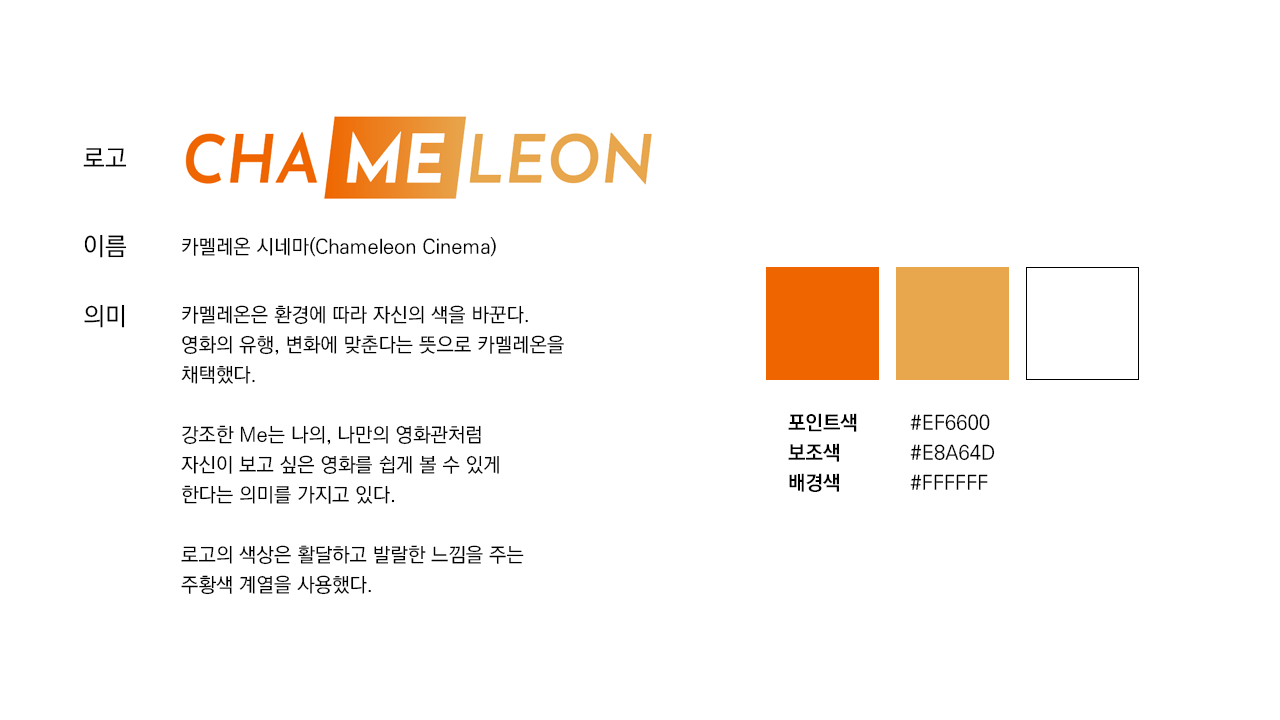 로고
CHAMELEON
이름
카멜레온 시네마(Chameleon Cinema)
의미
카멜레온은 환경에 따라 자신의 색을 바꾼다.
영화의 유행, 변화에 맞춘다는 뜻으로 카멜레온을
채택했다.
강조한 Me는 나의, 나만의 영화관처럼
자신이 보고 싶은 영화를 쉽게 볼 수 있게
한다는 의미를 가지고 있다.
로고의 색상은 활달하고 발랄한 느낌을 주는
주황색 계열을 사용했다.
포인트색 #EF6600
보조색 #E8A64D
배경색 #FFFFFF